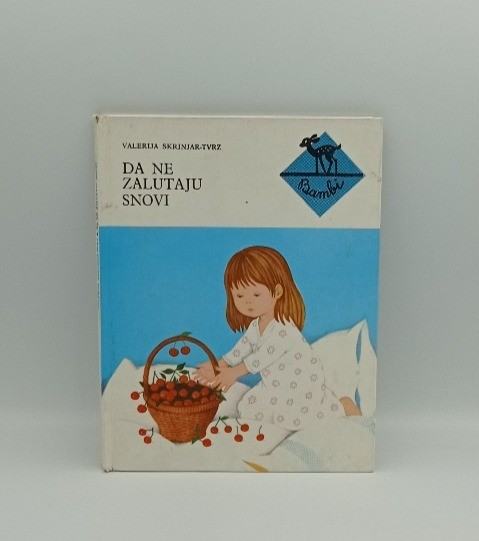 VALERIJA SKRINJAR-TVRZ
DA NE
ZALUTAJU
SNOVI
Bambi